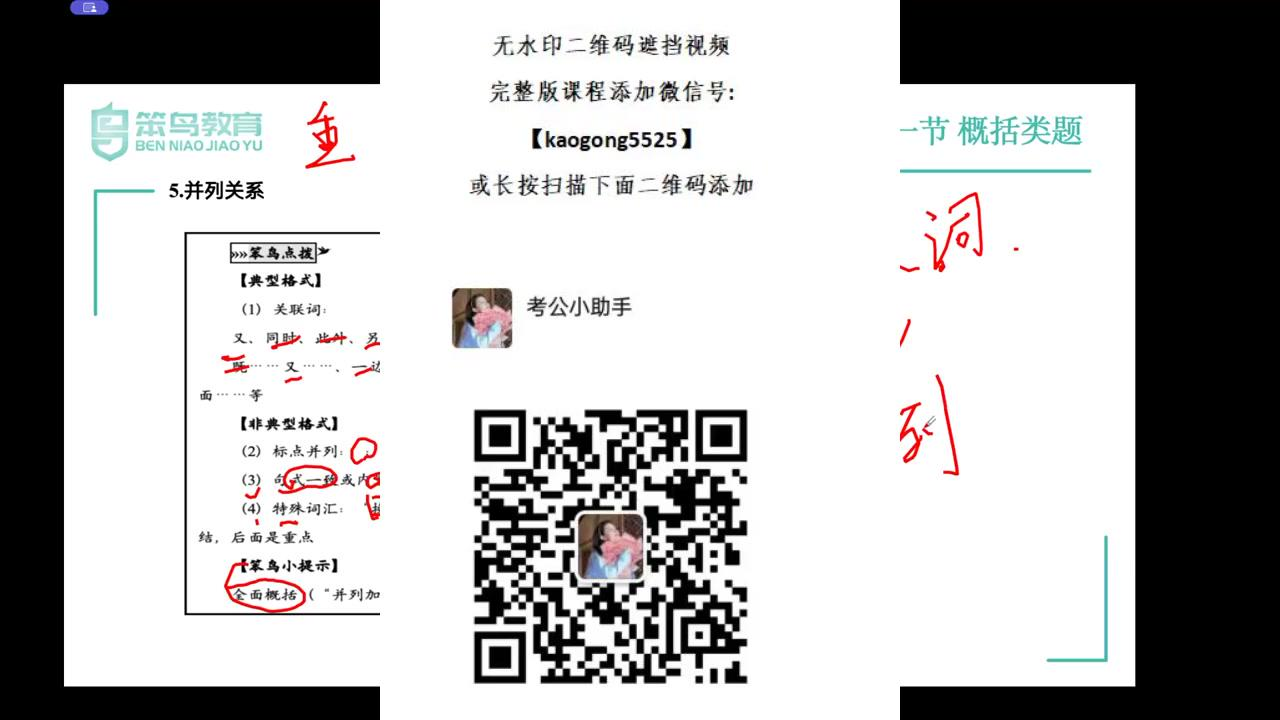 无水印二维码遮挡视频
完整版课程添加微信号:
【kaogong5525】
或长按扫描下面二维码添加
考公小助手
笨鸟教育
BEN NIAO JIAO YU
重
一节 概括类题
5.并列关系
词
列
»»笨鸟点拨
【典型格式】
(1) 关联词:
又、同时、此外、另
既……又……、一边
面……等
【非典型格式】
(2) 标点并列:
(3) 句式一致或内
(4) 特殊词汇:
结，后面是重点
【笨鸟小提示】
全面概括 (“并列加